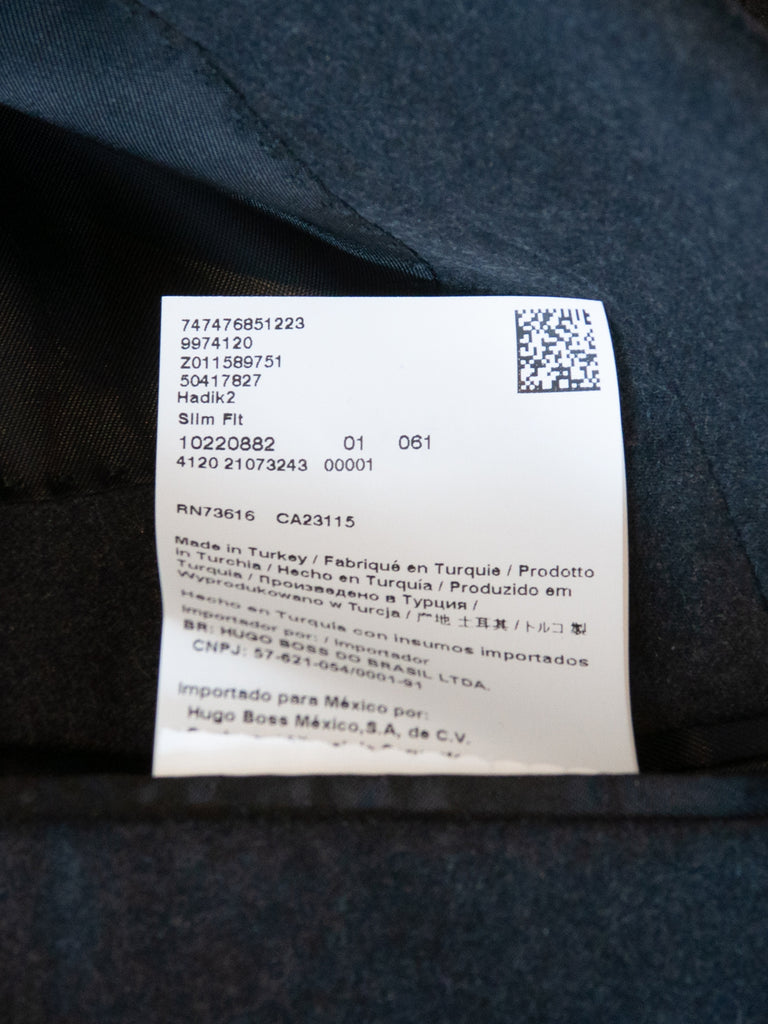 747476851223
9974120
Z011589751
50417827
Hadik2
Slim Fit
10220882 01 061
4120 21073243 00001
RN73616 CA23115
Made in Turkey / Fabriqué en Turquie / Prodotto
in Turchia / Hecho en Turquía / Produzido em
Turquia / Произведено в Турция /
Wyprodukowano w Turcja / 产地 土耳其 / トルコ製
Hecho en Turquia con insumos importados
Importador por: / Importador
BR: HUGO BOSS DO BRASIL LTDA.
CNPJ: 57-621-054/0001-91
Importado para México por:
Hugo Boss México,S.A, de C.V.